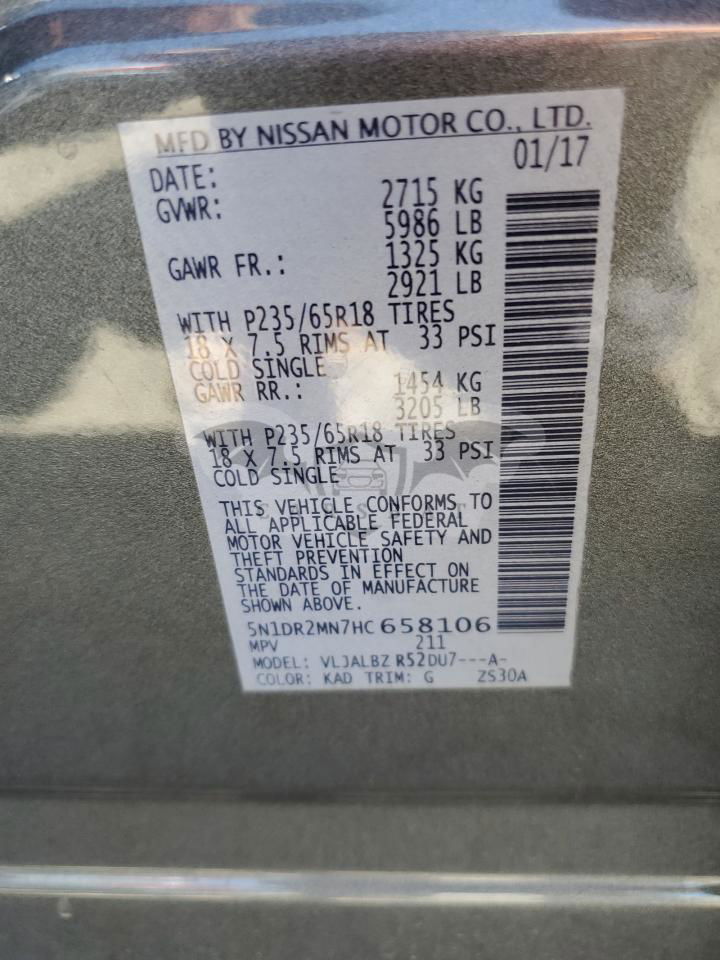 MFD BY NISSAN MOTOR CO., LTD.
DATE: 01/17
GVWR: 2715 KG
5986 LB
GAWR FR.: 1325 KG
2921 LB
WITH P235/65R18 TIRES
18 X 7.5 RIMS AT 33 PSI
COLD SINGLE
GAWR RR.: 1454 KG
3205 LB
WITH P235/65R18 TIRES
18 X 7.5 RIMS AT 33 PSI
COLD SINGLE
THIS VEHICLE CONFORMS TO
ALL APPLICABLE FEDERAL
MOTOR VEHICLE SAFETY AND
THEFT PREVENTION
STANDARDS IN EFFECT ON
THE DATE OF MANUFACTURE
SHOWN ABOVE.
5N1DR2MN7HC 658106
MPV 211
MODEL: VLJALBZ R52DU7---A-
COLOR: KAD TRIM: G ZS30A